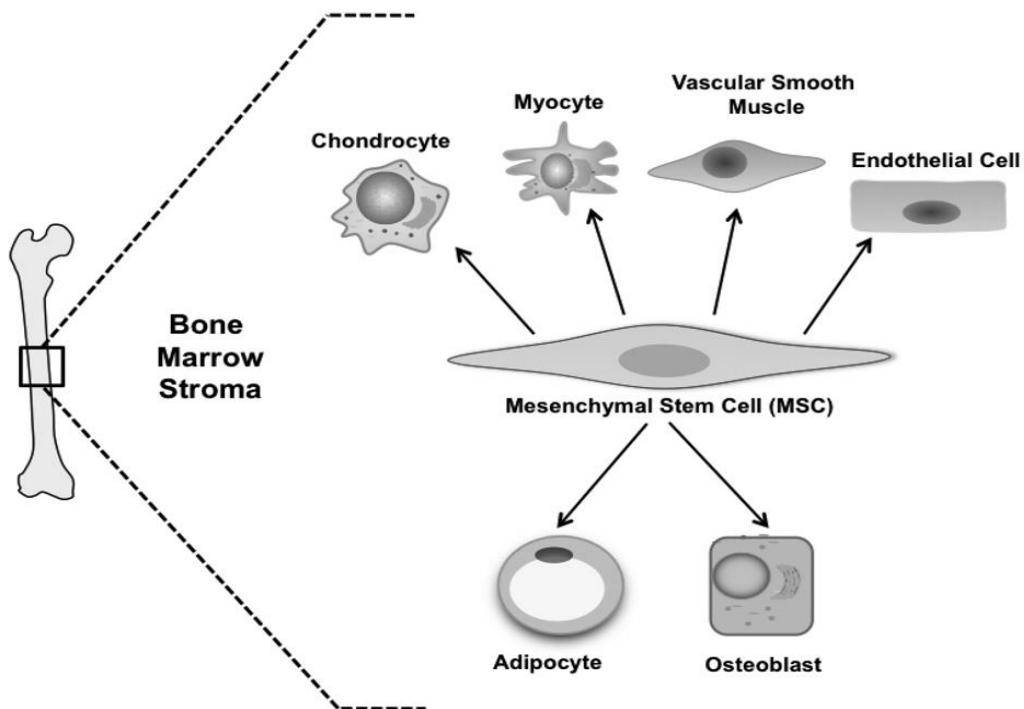 Vascular Smooth
Muscle
Myocyte
Chondrocyte
Endothelial Cell
Bone
Marrow
Stroma
Mesenchymal Stem Cell (MSC)
Adipocyte
Osteoblast